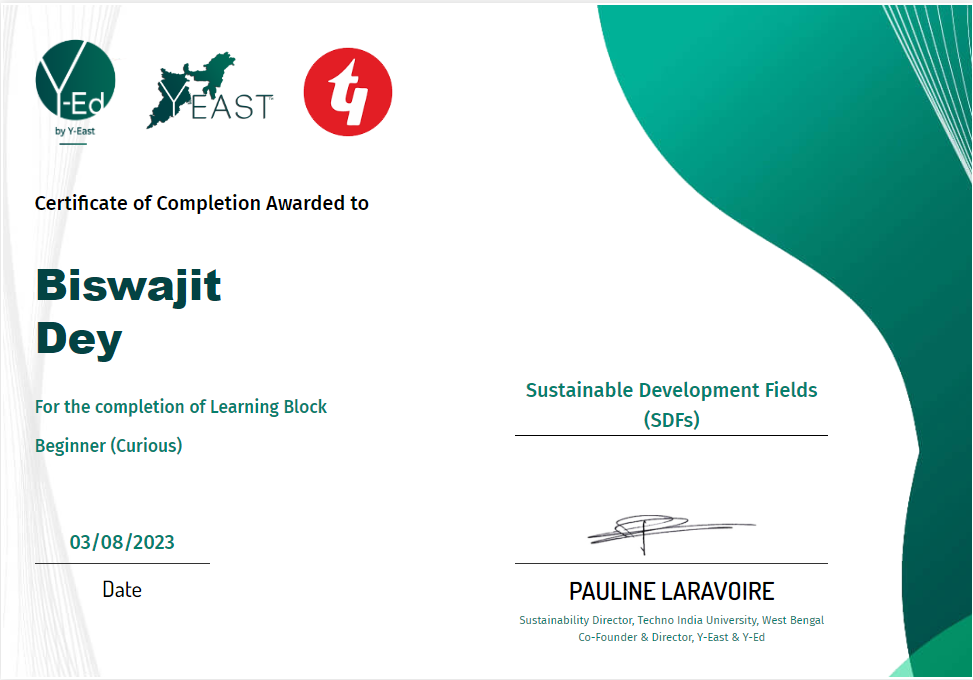 Y-Ed
by Y-East
Y-EAST™
Certificate of Completion Awarded to
Biswajit
Dey
For the completion of Learning Block
Beginner (Curious)
Sustainable Development Fields
(SDFs)
03/08/2023
Date
PAULINE LARAVOIRE
Sustainability Director, Techno India University, West Bengal
Co-Founder & Director, Y-East & Y-Ed